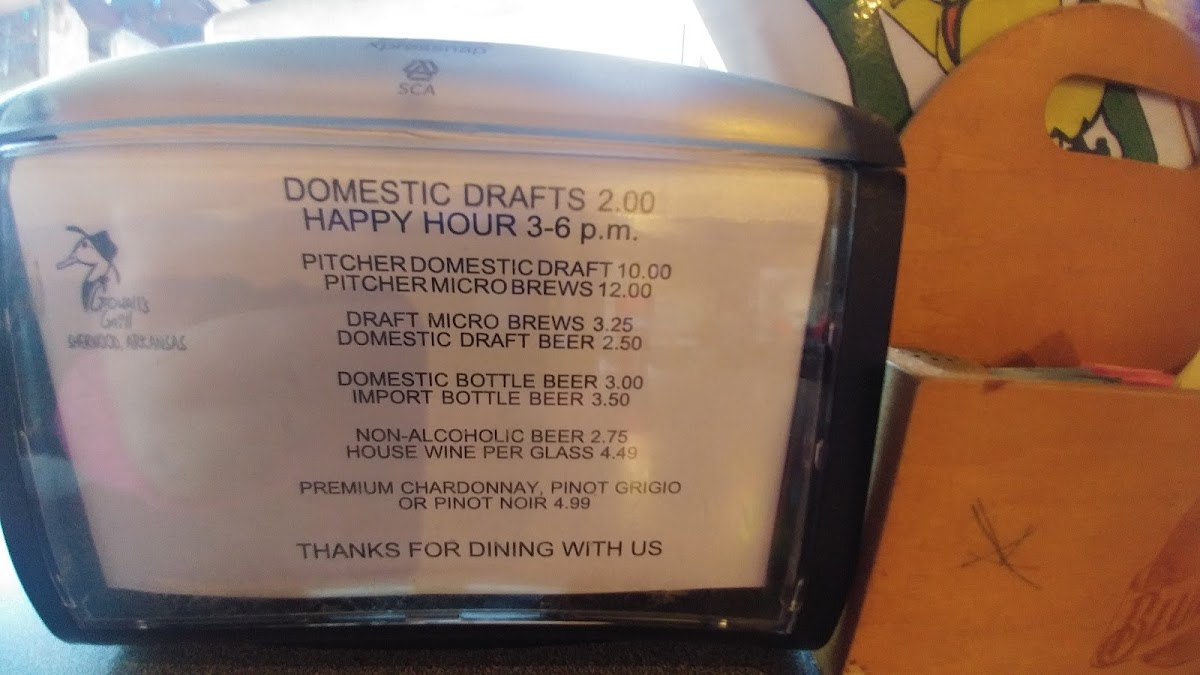 Xpressnap
SCA
DOMESTIC DRAFTS 2.00
HAPPY HOUR 3-6 p.m.
PITCHER DOMESTIC DRAFT 10.00
PITCHER MICRO BREWS 12.00
DRAFT MICRO BREWS 3.25
DOMESTIC DRAFT BEER 2.50
DOMESTIC BOTTLE BEER 3.00
IMPORT BOTTLE BEER 3.50
NON-ALCOHOLIC BEER 2.75
HOUSE WINE PER GLASS 4.49
PREMIUM CHARDONNAY, PINOT GRIGIO
OR PINOT NOIR 4.99
THANKS FOR DINING WITH US
Grill
SHERWOOD, ARKANSAS